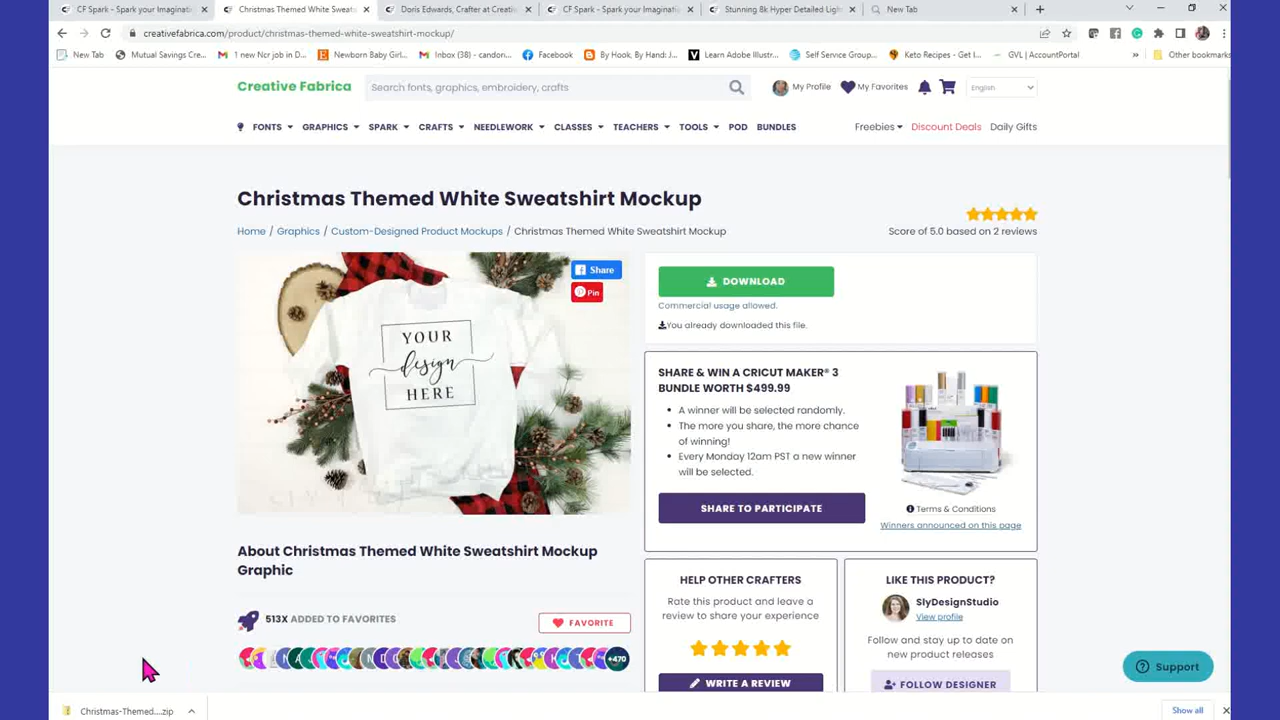 CF Spark - Spark your Imaginati
Christmas Themed White Sweats
Doris Edwards, Crafter at Creati
CF Spark - Spark your Imaginatio
Stunning 8k Hyper Detailed Ligh
New Tab
creativefabrica.com/product/christmas-themed-white-sweatshirt-mockup/
New Tab
Mutual Savings Cre...
1 new Ncr job in D...
Newborn Baby Girl...
Inbox (38) - candon...
Facebook
By Hook, By Hand: J...
Learn Adobe Illustr...
Self Service Group...
Keto Recipes - Get I...
GVL | AccountPortal
»
Other bookmarks
Creative Fabrica
Search fonts, graphics, embroidery, crafts
My Profile
My Favorites
English
FONTS
GRAPHICS
SPARK
CRAFTS
NEEDLEWORK
CLASSES
TEACHERS
TOOLS
POD
BUNDLES
Freebies
Discount Deals
Daily Gifts
Christmas Themed White Sweatshirt Mockup
Home / Graphics / Custom-Designed Product Mockups / Christmas Themed White Sweatshirt Mockup
Score of 5.0 based on 2 reviews
Share
Pin
YOUR
design
HERE
DOWNLOAD
Commercial usage allowed.
You already downloaded this file.
SHARE & WIN A CRICUT MAKER® 3
BUNDLE WORTH $499.99
• A winner will be selected randomly.
• The more you share, the more chance
of winning!
• Every Monday 12am PST a new winner
will be selected.
SHARE TO PARTICIPATE
Terms & Conditions
Winners announced on this page
About Christmas Themed White Sweatshirt Mockup
Graphic
513X ADDED TO FAVORITES
FAVORITE
+470
HELP OTHER CRAFTERS
Rate this product and leave a
review to share your experience
WRITE A REVIEW
LIKE THIS PRODUCT?
SlyDesignStudio
View profile
Follow and stay up to date on
new product releases
FOLLOW DESIGNER
Support
Christmas-Themed....zip
Show all